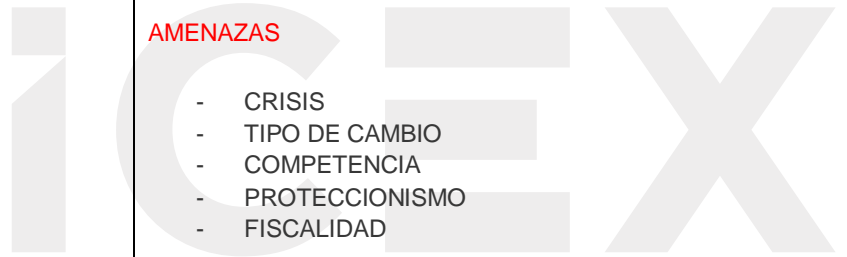 AMENAZAS
- CRISIS
- TIPO DE CAMBIO
- COMPETENCIA
- PROTECCIONISMO
- FISCALIDAD
iCEX